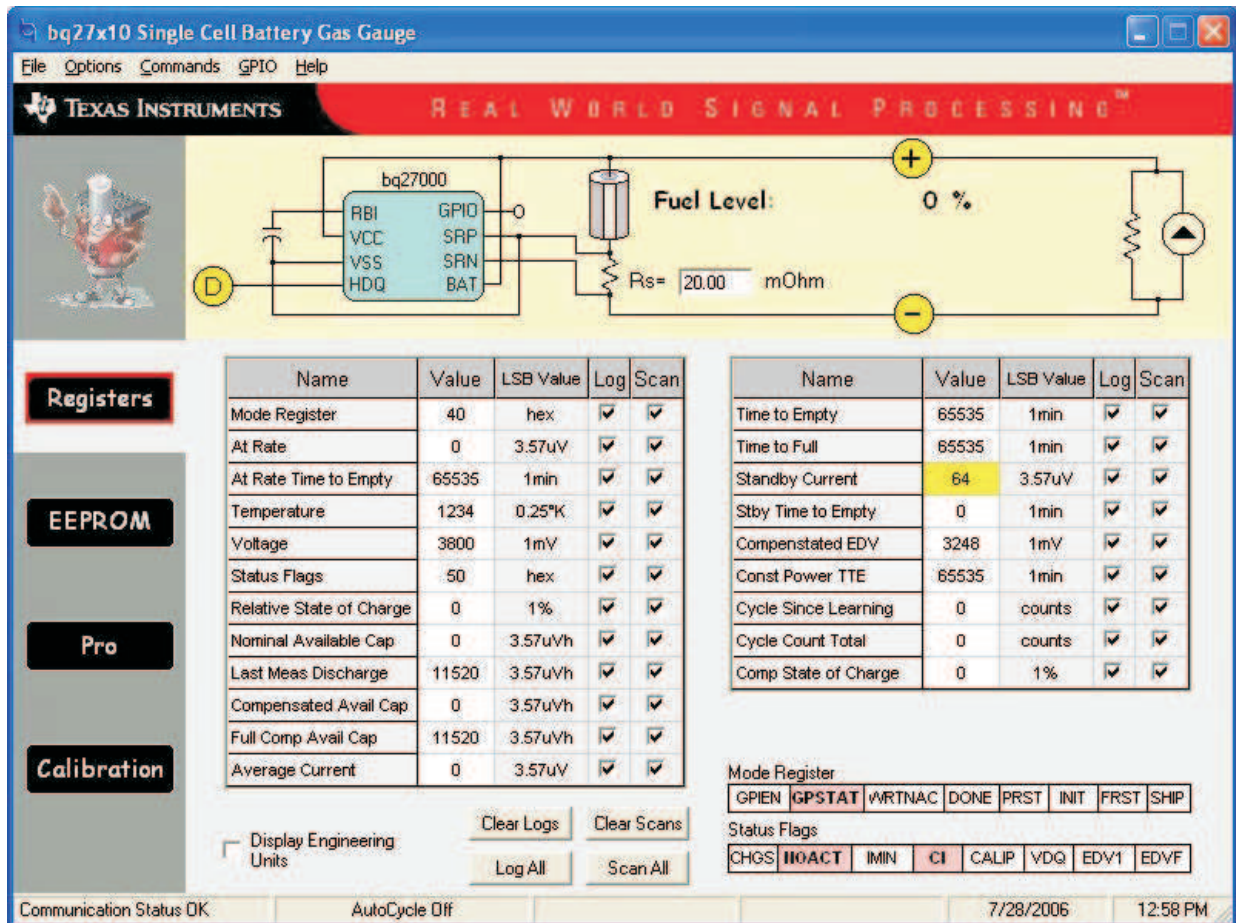 bq27x10 Single Cell Battery Gas Gauge
File Options Commands GPIO Help
TEXAS INSTRUMENTS REAL WORLD SIGNAL PROCESSING™
bq27000
RBI GPIO
VCC SRP
VSS SRN
HDQ BAT
D
+
Fuel Level: 0 %
Rs= 20.00 mOhm
-
Registers
EEPROM
Pro
Calibration
Name Value LSB Value Log Scan
Mode Register 40 hex
At Rate 0 3.57uV
At Rate Time to Empty 65535 1min
Temperature 1234 0.25°K
Voltage 3800 1mV
Status Flags 50 hex
Relative State of Charge 0 1%
Nominal Available Cap 0 3.57uVh
Last Meas Discharge 11520 3.57uVh
Compensated Avail Cap 0 3.57uVh
Full Comp Avail Cap 11520 3.57uVh
Average Current 0 3.57uV
Name Value LSB Value Log Scan
Time to Empty 65535 1min
Time to Full 65535 1min
Standby Current 64 3.57uV
Stby Time to Empty 0 1min
Compenstated EDV 3248 1mV
Const Power TTE 65535 1min
Cycle Since Learning 0 counts
Cycle Count Total 0 counts
Comp State of Charge 0 1%
Display Engineering
Units
Clear Logs Clear Scans
Log All Scan All
Mode Register
GPIEN GPSTAT WRTNAC DONE PRST INIT FRST SHIP
Status Flags
CHGS NOACT IMIN CI CALIP VDQ EDV1 EDVF
Communication Status OK AutoCycle Off 7/28/2006 12:58 PM